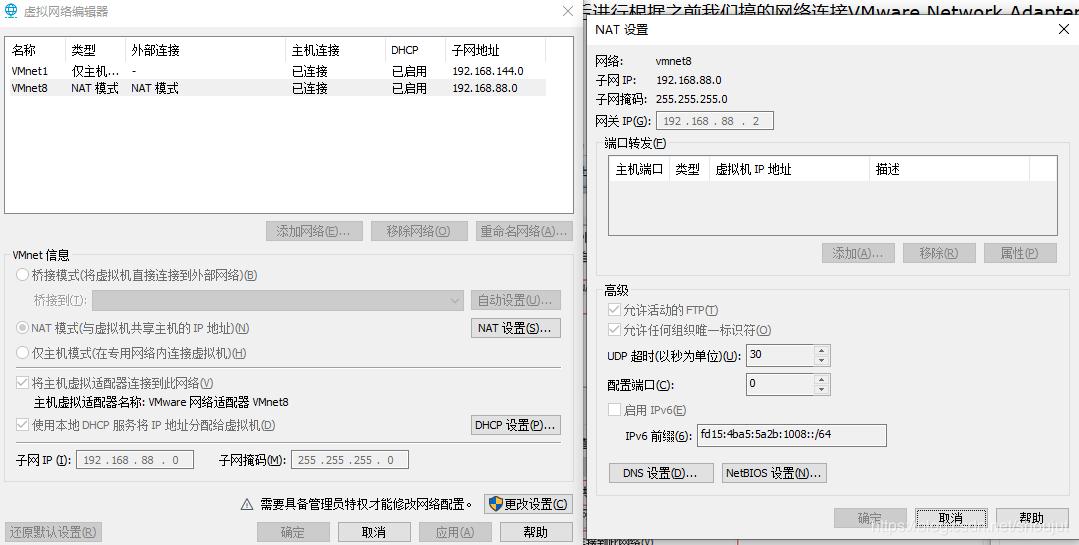 虚拟网络编辑器
名称 类型 外部连接 主机连接 DHCP 子网地址
VMnet1 仅主机... - 已连接 已启用 192.168.144.0
VMnet8 NAT 模式 NAT 模式 已连接 已启用 192.168.88.0
添加网络(E)... 移除网络(O) 重命名网络(A)...
VMnet 信息
桥接模式(将虚拟机直接连接到外部网络)(B)
桥接到(T): 自动设置(U)...
NAT 模式(与虚拟机共享主机的 IP 地址)(N) NAT 设置(S)...
仅主机模式(在专用网络内连接虚拟机)(H)
将主机虚拟适配器连接到此网络(V)
主机虚拟适配器名称: VMware 网络适配器 VMnet8
使用本地 DHCP 服务将 IP 地址分配给虚拟机(D) DHCP 设置(P)...
子网 IP (I): 192 . 168 . 88 . 0 子网掩码(M): 255 . 255 . 255 . 0
需要具备管理员特权才能修改网络配置。 更改设置(C)
还原默认设置(R) 确定 取消 应用(A) 帮助
进行根据之前我们搞的网络连接VMware Network Adapter
NAT 设置
网络: vmnet8
子网 IP: 192.168.88.0
子网掩码: 255.255.255.0
网关 IP(G): 192 . 168 . 88 . 2
端口转发(F)
主机端口 类型 虚拟机 IP 地址 描述
添加(A)... 移除(R) 属性(P)
高级
允许活动的 FTP(T)
允许任何组织唯一标识符(O)
UDP 超时(以秒为单位)(U): 30
配置端口(C): 0
启用 IPv6(E)
IPv6 前缀(6): fd15:4ba5:5a2b:1008::/64
DNS 设置(D)... NetBIOS 设置(N)...
确定 取消 帮助